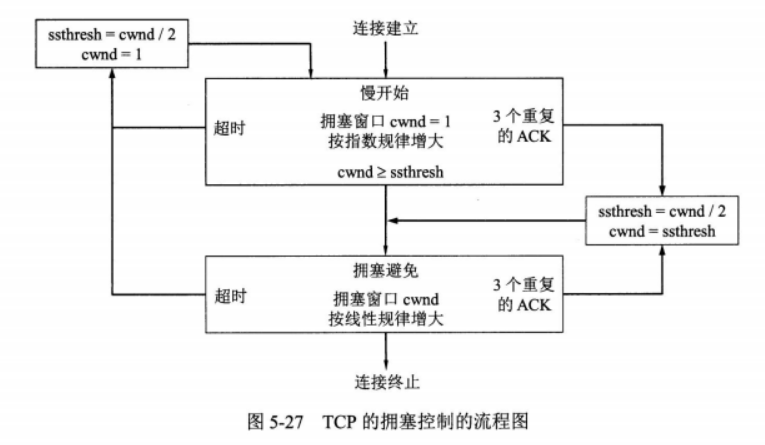 连接建立
ssthresh = cwnd / 2
cwnd = 1
慢开始
超时
拥塞窗口 cwnd = 1
按指数规律增大
3 个重复
的 ACK
cwnd ≥ ssthresh
ssthresh = cwnd / 2
cwnd = ssthresh
拥塞避免
超时
拥塞窗口 cwnd
按线性规律增大
3 个重复
的 ACK
连接终止
图 5-27 TCP 的拥塞控制的流程图